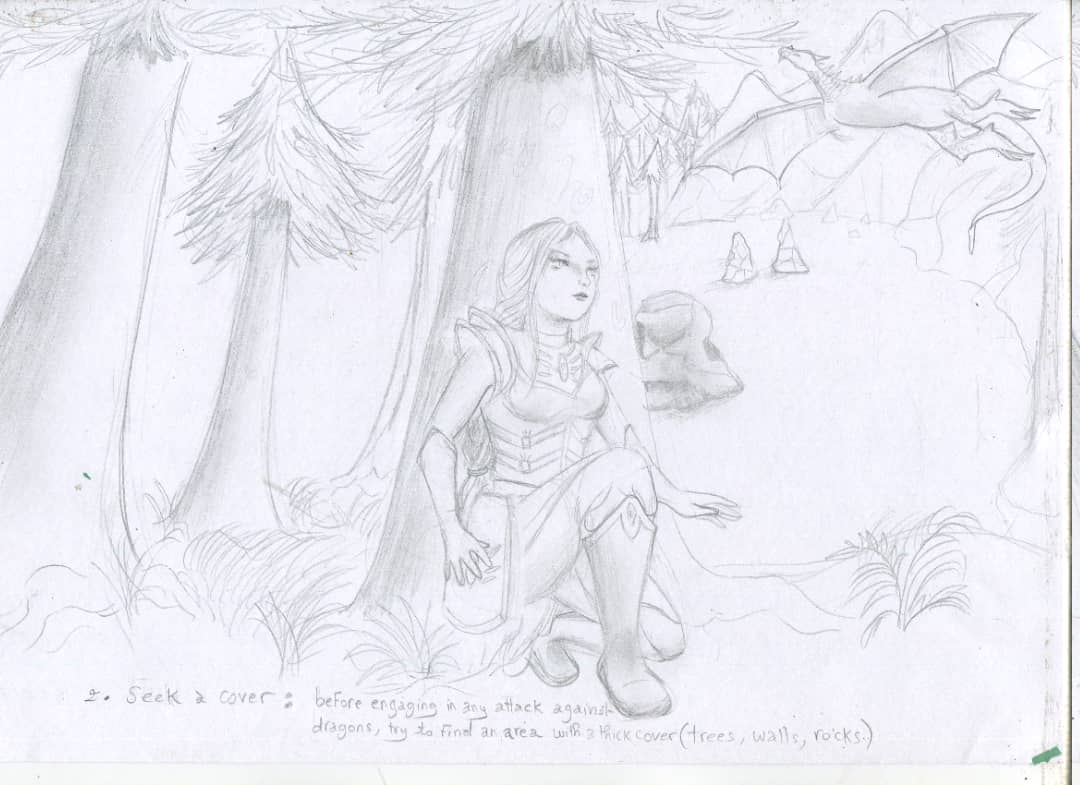 2. Seek a cover: before engaging in any attack against
dragons, try to find an area with a thick cover (trees, walls, rocks.)